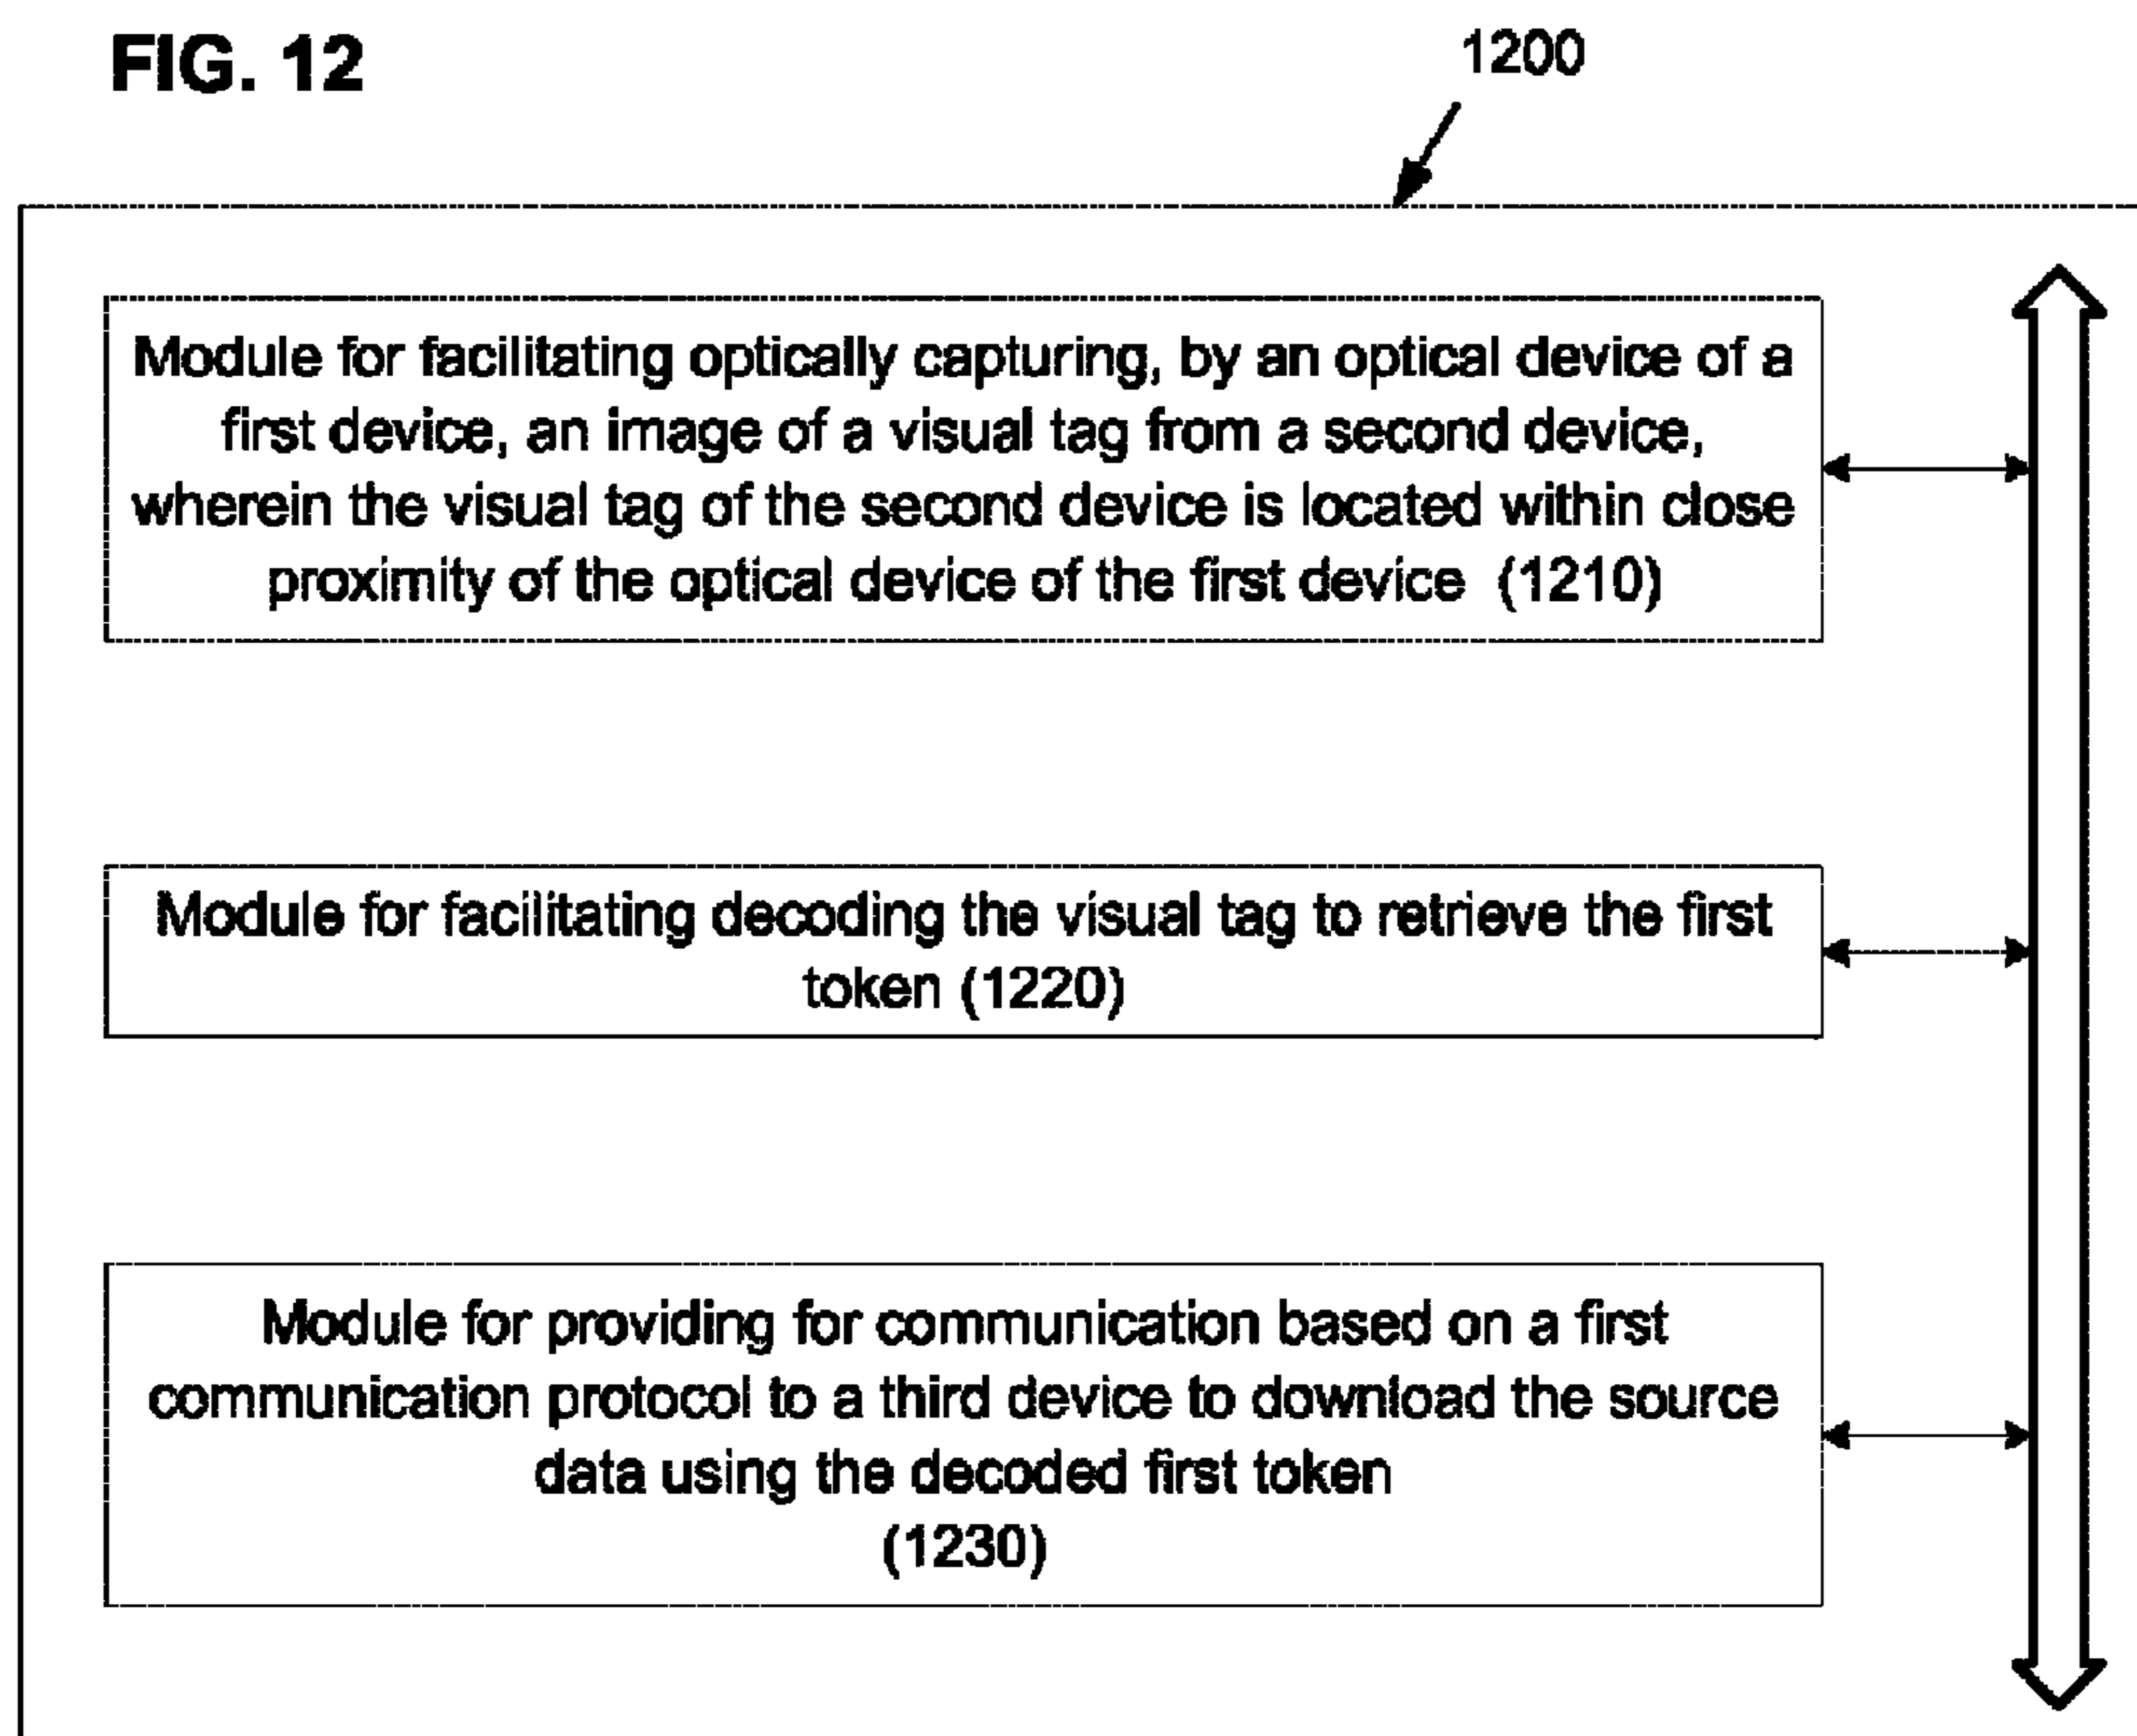 FIG. 12
1200
Module for facilitating optically capturing, by an optical device of a
first device, an image of a visual tag from a second device,
wherein the visual tag of the second device is located within close
proximity of the optical device of the first device (1210)
Module for facilitating decoding the visual tag to retrieve the first
token (1220)
Module for providing for communication based on a first
communication protocol to a third device to download the source
data using the decoded first token
(1230)